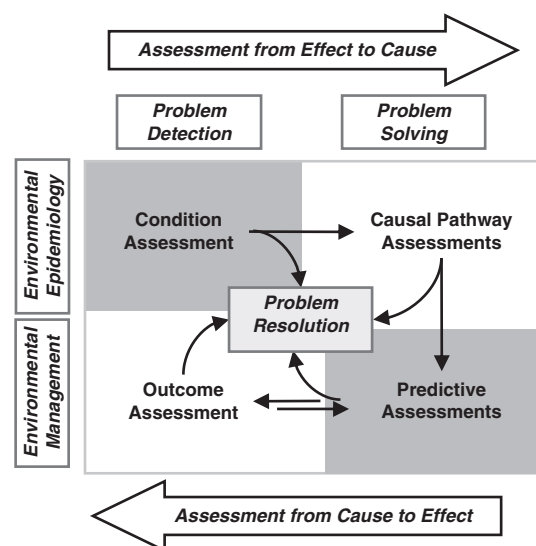 Assessment from Effect to Cause
Problem
Detection
Problem
Solving
Environmental
Epidemiology
Condition
Assessment
Causal Pathway
Assessments
Problem
Resolution
Environmental
Management
Outcome
Assessment
Predictive
Assessments
Assessment from Cause to Effect